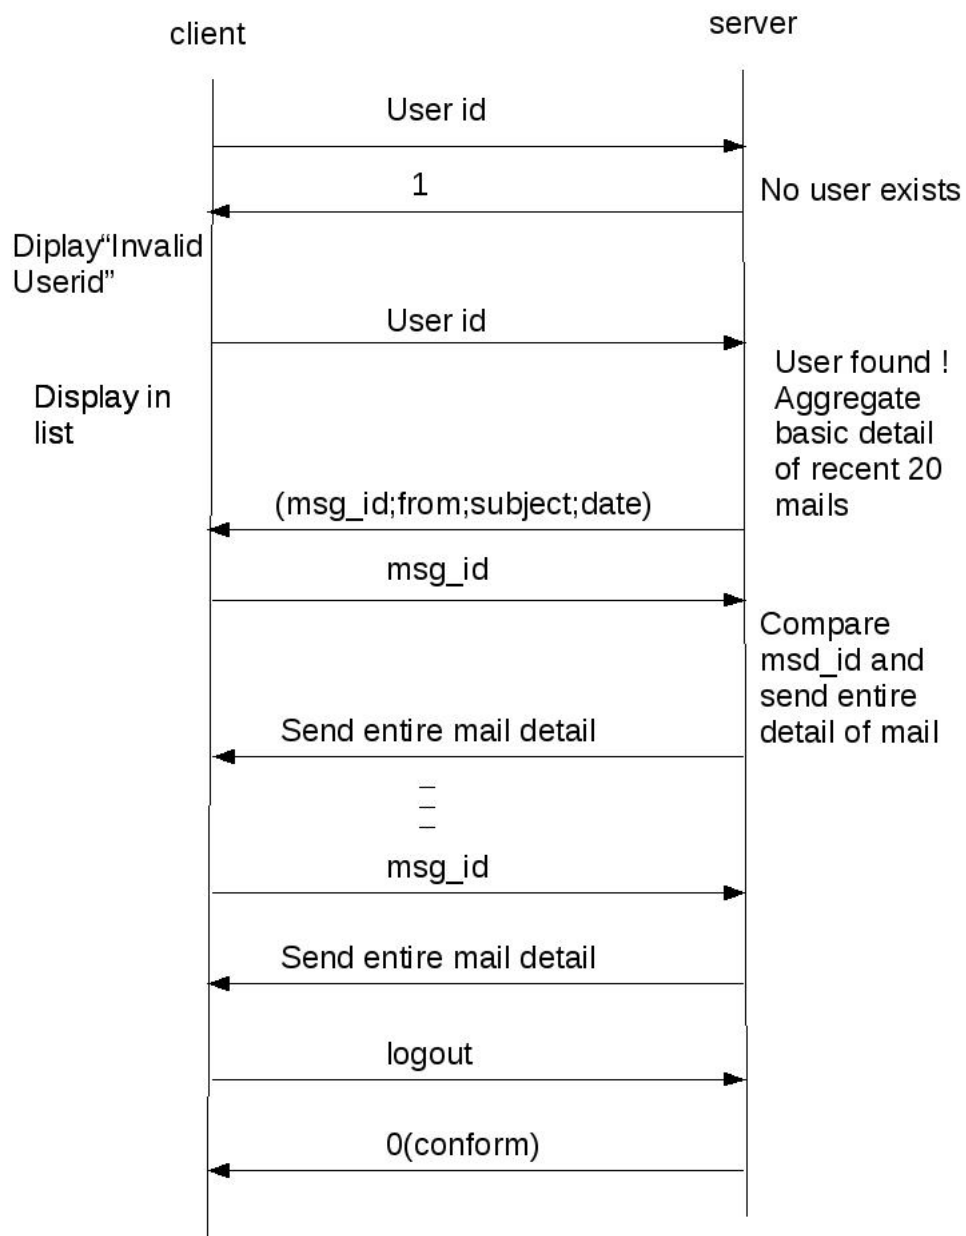 client
server
User id
1
No user exists
Diplay“Invalid
Userid”
User id
User found !
Aggregate
basic detail
of recent 20
mails
Display in
list
(msg_id;from;subject;date)
msg_id
Compare
msd_id and
send entire
detail of mail
Send entire mail detail
msg_id
Send entire mail detail
logout
0(conform)